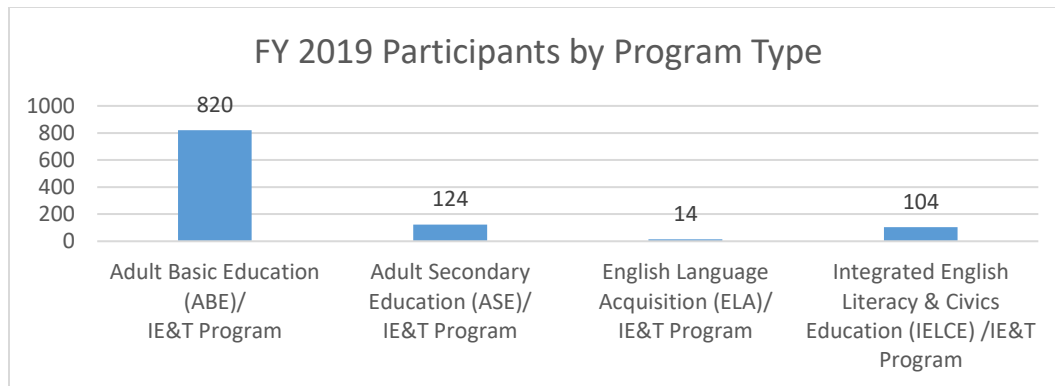 FY 2019 Participants by Program Type
1000
800
600
400
200
0
820
124
14
104
Adult Basic Education
(ABE)/
IE&T Program
Adult Secondary
Education (ASE)/
IE&T Program
English Language
Acquisition (ELA)/
IE&T Program
Integrated English
Literacy & Civics
Education (IELCE) /IE&T
Program